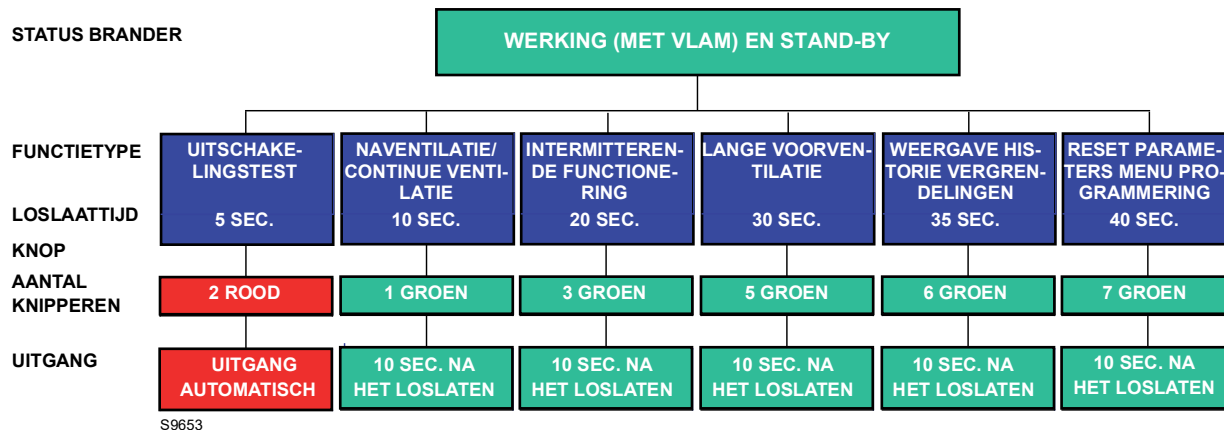 STATUS BRANDER
WERKING (MET VLAM) EN STAND-BY
FUNCTIETYPE
UITSCHAKE-
LINGSTEST
NAVENTILATIE/
CONTINUE VENTI-
LATIE
INTERMITTEREN-
DE FUNCTIONE-
RING
LANGE VOORVEN-
TILATIE
WEERGAVE HIS-
TORIE VERGREN-
DELINGEN
RESET PARAME-
TERS MENU PRO-
GRAMMERING
LOSLAATTIJD
KNOP
5 SEC.
10 SEC.
20 SEC.
30 SEC.
35 SEC.
40 SEC.
AANTAL
KNIPPEREN
2 ROOD
1 GROEN
3 GROEN
5 GROEN
6 GROEN
7 GROEN
UITGANG
UITGANG
AUTOMATISCH
10 SEC. NA
HET LOSLATEN
10 SEC. NA
HET LOSLATEN
10 SEC. NA
HET LOSLATEN
10 SEC. NA
HET LOSLATEN
10 SEC. NA
HET LOSLATEN
S9653